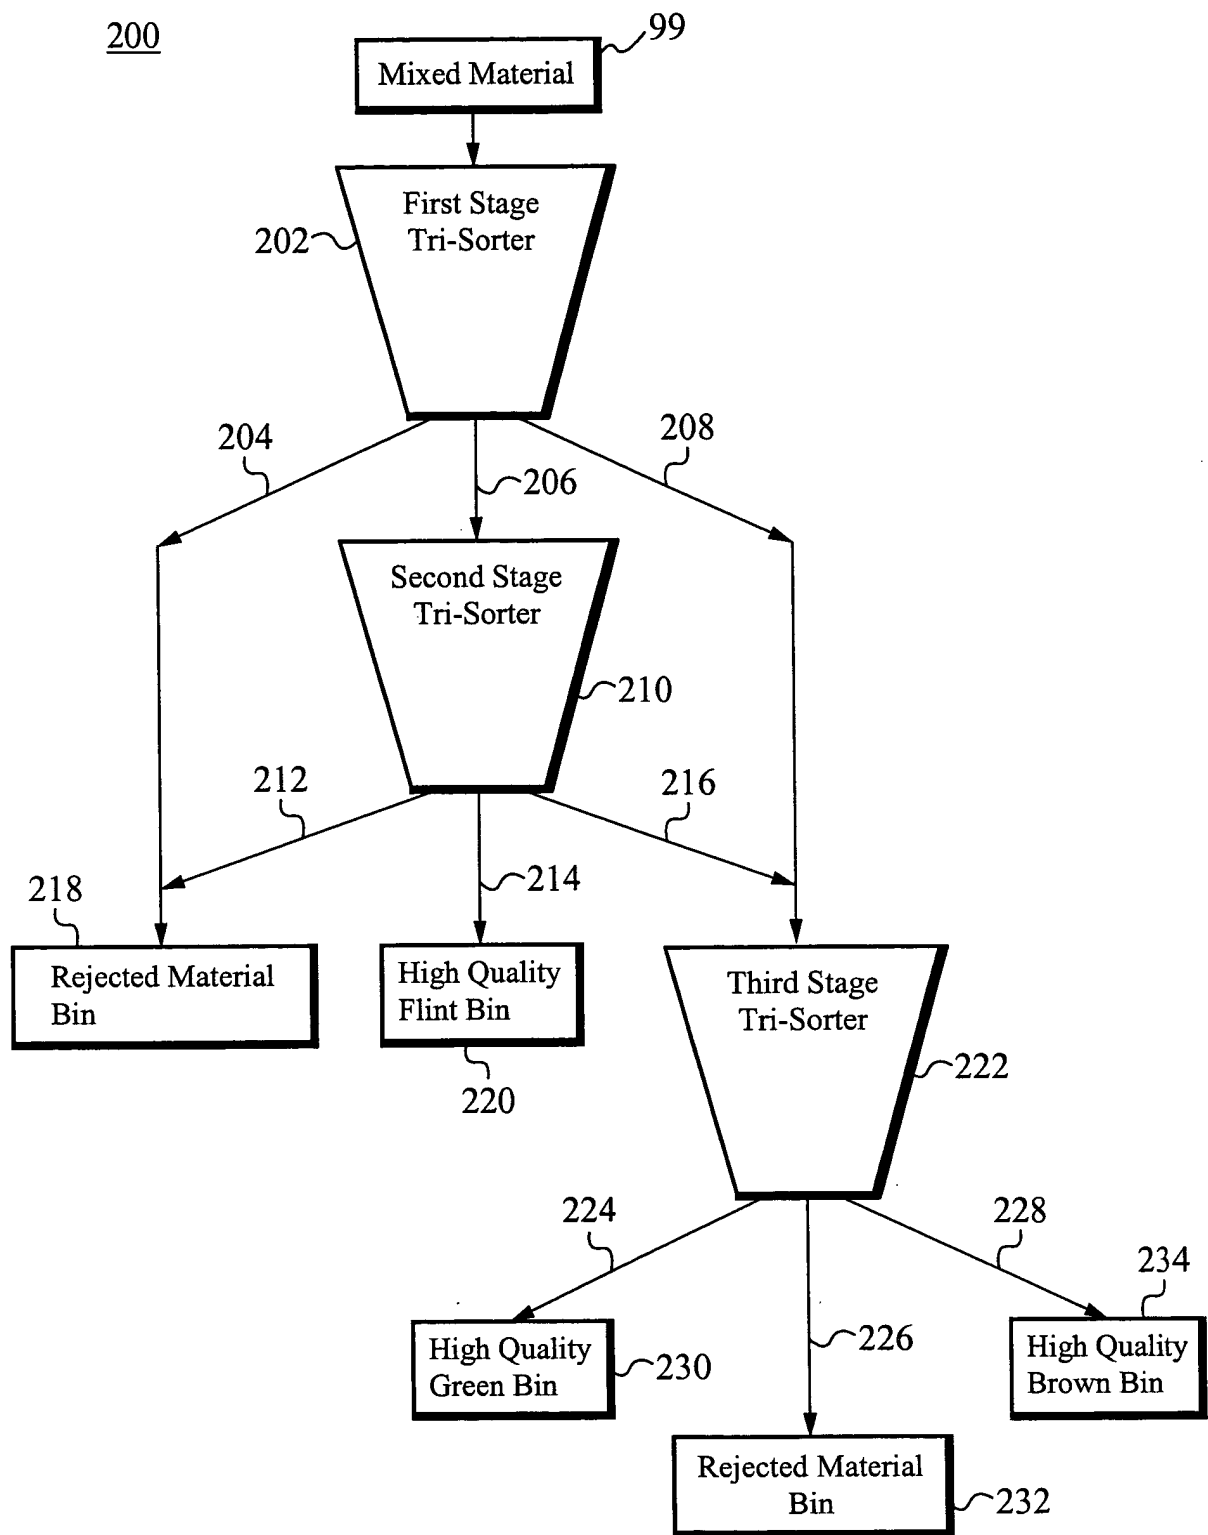 200
99
Mixed Material
First Stage
Tri-Sorter
202
204
208
206
Second Stage
Tri-Sorter
210
212
216
214
218
Rejected Material
Bin
High Quality
Flint Bin
220
Third Stage
Tri-Sorter
222
224
228
234
226
High Quality
Green Bin
230
High Quality
Brown Bin
Rejected Material
Bin
232